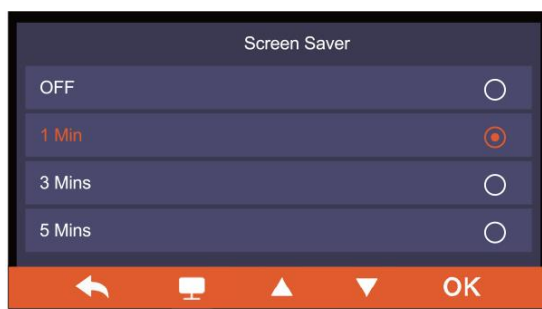 Screen Saver
OFF
1 Min
3 Mins
5 Mins
OK